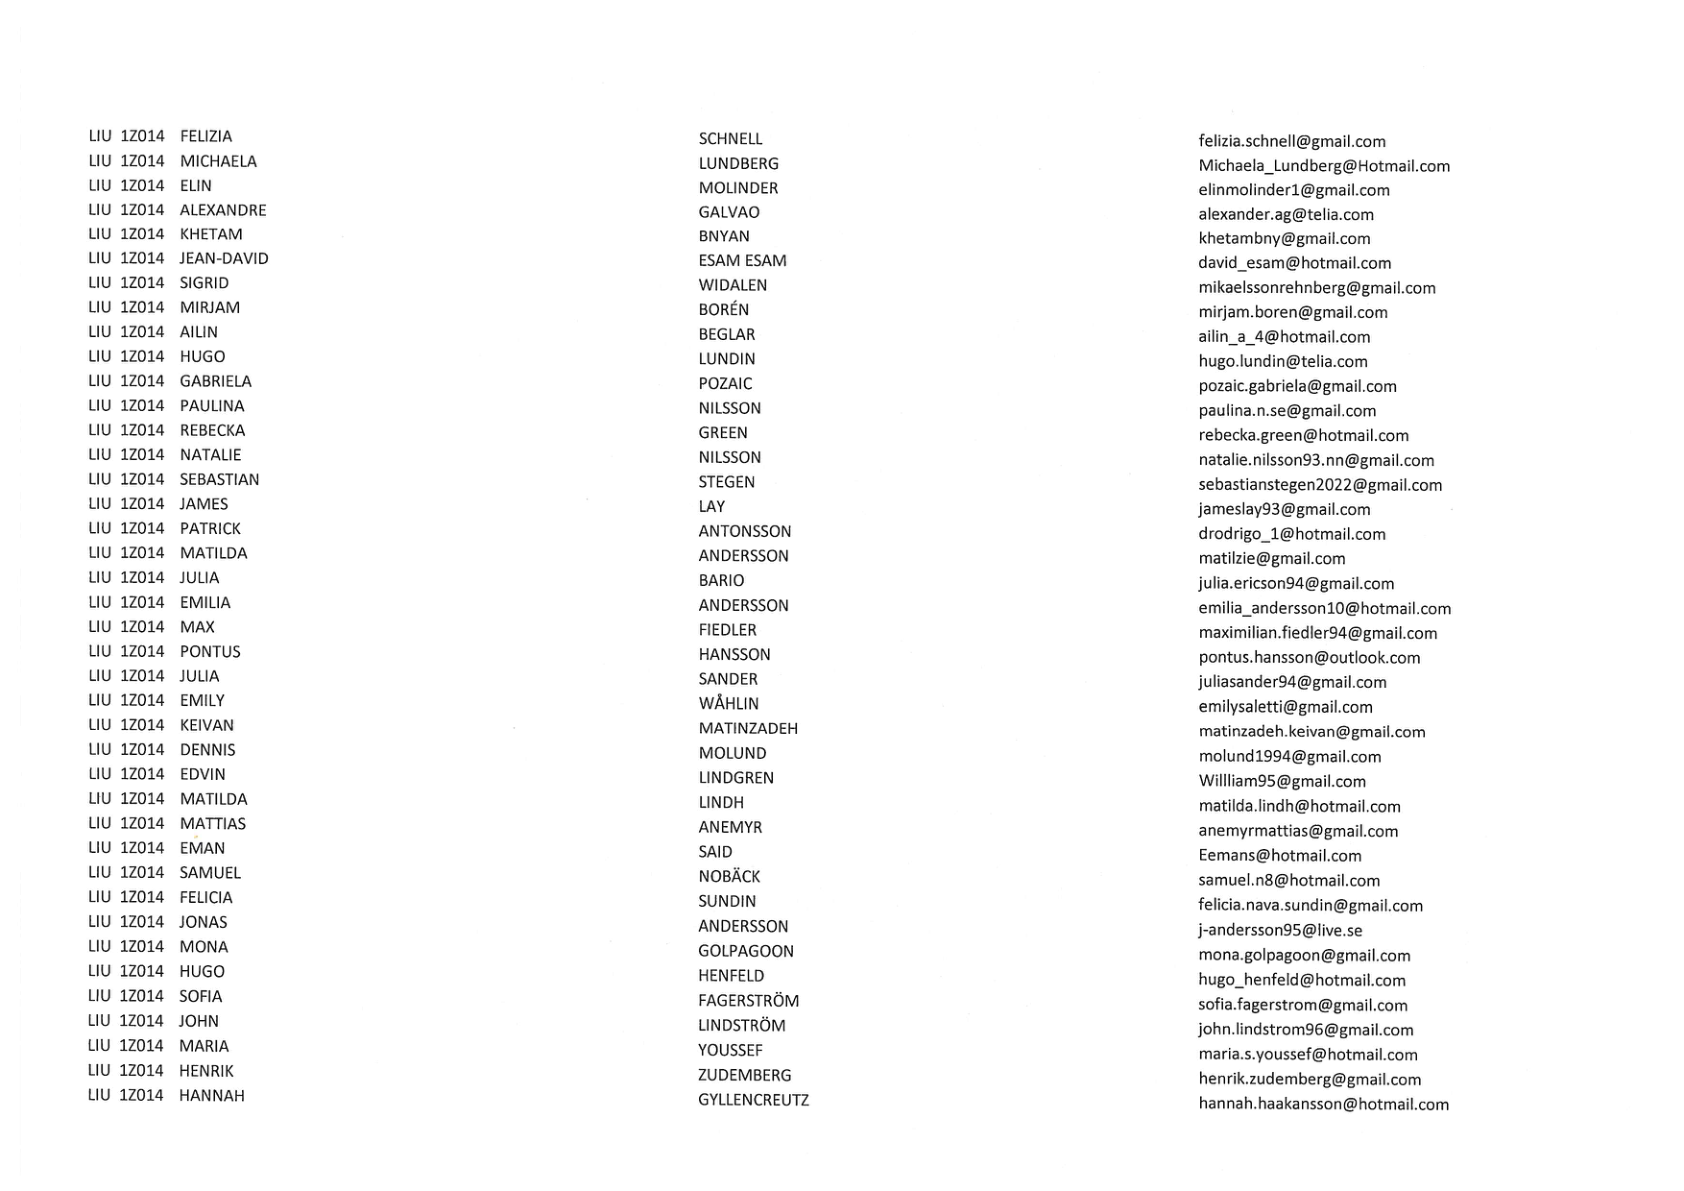 LIU 1Z014 FELIZIA SCHNELL felizia.schnell@gmail.com
LIU 1Z014 MICHAELA LUNDBERG Michaela_Lundberg@Hotmail.com
LIU 1Z014 ELIN MOLINDER elinmolinder1@gmail.com
LIU 1Z014 ALEXANDRE GALVAO alexander.ag@telia.com
LIU 1Z014 KHETAM BNYAN khetambny@gmail.com
LIU 1Z014 JEAN-DAVID ESAM ESAM david_esam@hotmail.com
LIU 1Z014 SIGRID WIDALEN mikaelssonrehnberg@gmail.com
LIU 1Z014 MIRJAM BORÉN mirjam.boren@gmail.com
LIU 1Z014 AILIN BEGLAR ailin_a_4@hotmail.com
LIU 1Z014 HUGO LUNDIN hugo.lundin@telia.com
LIU 1Z014 GABRIELA POZAIC pozaic.gabriela@gmail.com
LIU 1Z014 PAULINA NILSSON paulina.n.se@gmail.com
LIU 1Z014 REBECKA GREEN rebecka.green@hotmail.com
LIU 1Z014 NATALIE NILSSON natalie.nilsson93.nn@gmail.com
LIU 1Z014 SEBASTIAN STEGEN sebastianstegen2022@gmail.com
LIU 1Z014 JAMES LAY jameslay93@gmail.com
LIU 1Z014 PATRICK ANTONSSON drodrigo_1@hotmail.com
LIU 1Z014 MATILDA ANDERSSON matilzie@gmail.com
LIU 1Z014 JULIA BARIO julia.ericson94@gmail.com
LIU 1Z014 EMILIA ANDERSSON emilia_andersson10@hotmail.com
LIU 1Z014 MAX FIEDLER maximilian.fiedler94@gmail.com
LIU 1Z014 PONTUS HANSSON pontus.hansson@outlook.com
LIU 1Z014 JULIA SANDER juliasander94@gmail.com
LIU 1Z014 EMILY WÅHLIN emilysaletti@gmail.com
LIU 1Z014 KEIVAN MATINZADEH matinzadeh.keivan@gmail.com
LIU 1Z014 DENNIS MOLUND molund1994@gmail.com
LIU 1Z014 EDVIN LINDGREN Willliam95@gmail.com
LIU 1Z014 MATILDA LINDH matilda.lindh@hotmail.com
LIU 1Z014 MATTIAS ANEMYR anemyrmattias@gmail.com
LIU 1Z014 EMAN SAID Eemans@hotmail.com
LIU 1Z014 SAMUEL NOBÄCK samuel.n8@hotmail.com
LIU 1Z014 FELICIA SUNDIN felicia.nava.sundin@gmail.com
LIU 1Z014 JONAS ANDERSSON j-andersson95@live.se
LIU 1Z014 MONA GOLPAGOON mona.golpagoon@gmail.com
LIU 1Z014 HUGO HENFELD hugo_henfeld@hotmail.com
LIU 1Z014 SOFIA FAGERSTRÖM sofia.fagerstrom@gmail.com
LIU 1Z014 JOHN LINDSTRÖM john.lindstrom96@gmail.com
LIU 1Z014 MARIA YOUSSEF maria.s.youssef@hotmail.com
LIU 1Z014 HENRIK ZUDEMBERG henrik.zudemberg@gmail.com
LIU 1Z014 HANNAH GYLLENCREUTZ hannah.haakansson@hotmail.com